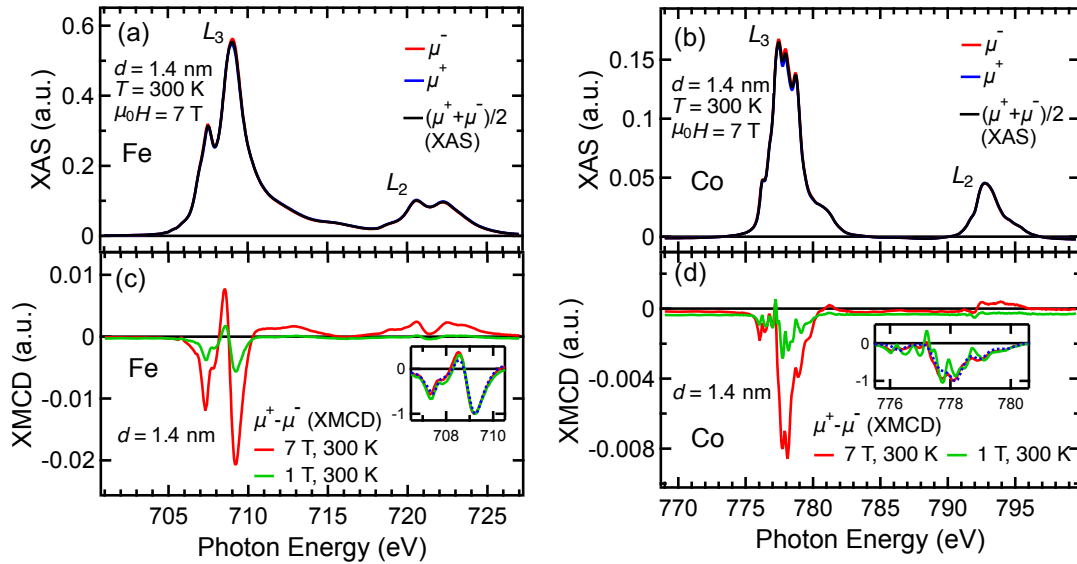 (a)
L3
d = 1.4 nm
T = 300 K
μ0H = 7 T
Fe
L2
μ-
μ+
(μ++μ-)/2
(XAS)
XAS (a.u.)
0.6
0.4
0.2
0
(b)
L3
d = 1.4 nm
T = 300 K
μ0H = 7 T
Co
L2
μ-
μ+
(μ++μ-)/2
(XAS)
XAS (a.u.)
0.15
0.10
0.05
0
(c)
Fe
d = 1.4 nm
μ+-μ- (XMCD)
7 T, 300 K
1 T, 300 K
0
-1
708 710
XMCD (a.u.)
0.01
0
-0.01
-0.02
705 710 715 720 725
Photon Energy (eV)
(d)
d = 1.4 nm
Co
μ+-μ- (XMCD)
7 T, 300 K 1 T, 300 K
0
-1
776 778 780
XMCD (a.u.)
0
-0.004
-0.008
770 775 780 785 790 795
Photon Energy (eV)